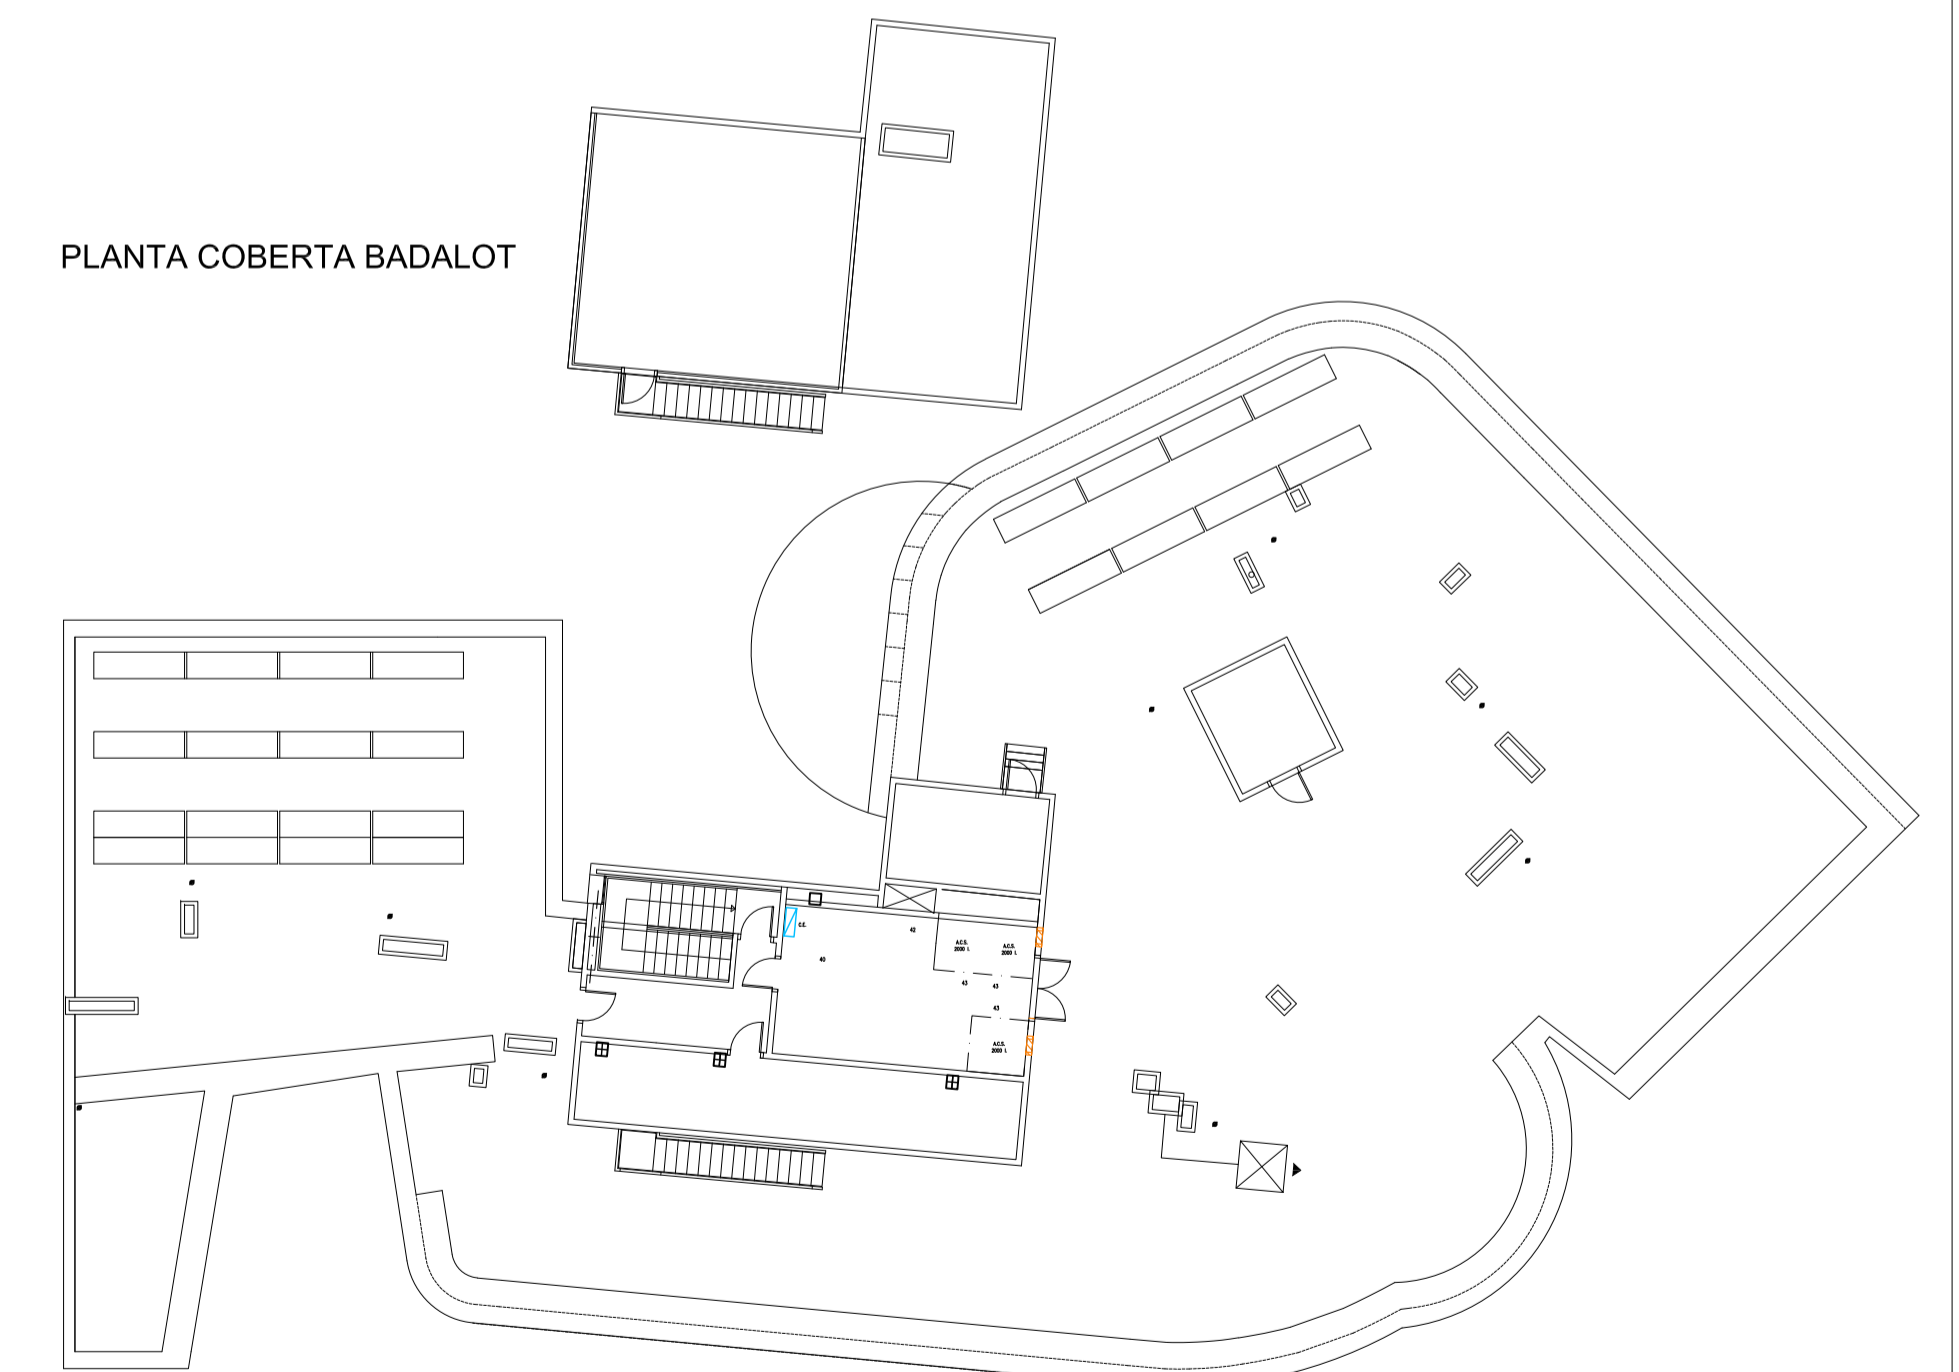 PLANTA COBERTA BADALOT
C.E.
42
A.C.S.
2000 l.
A.C.S.
2000 l.
40
43
43
43
A.C.S.
2000 l.